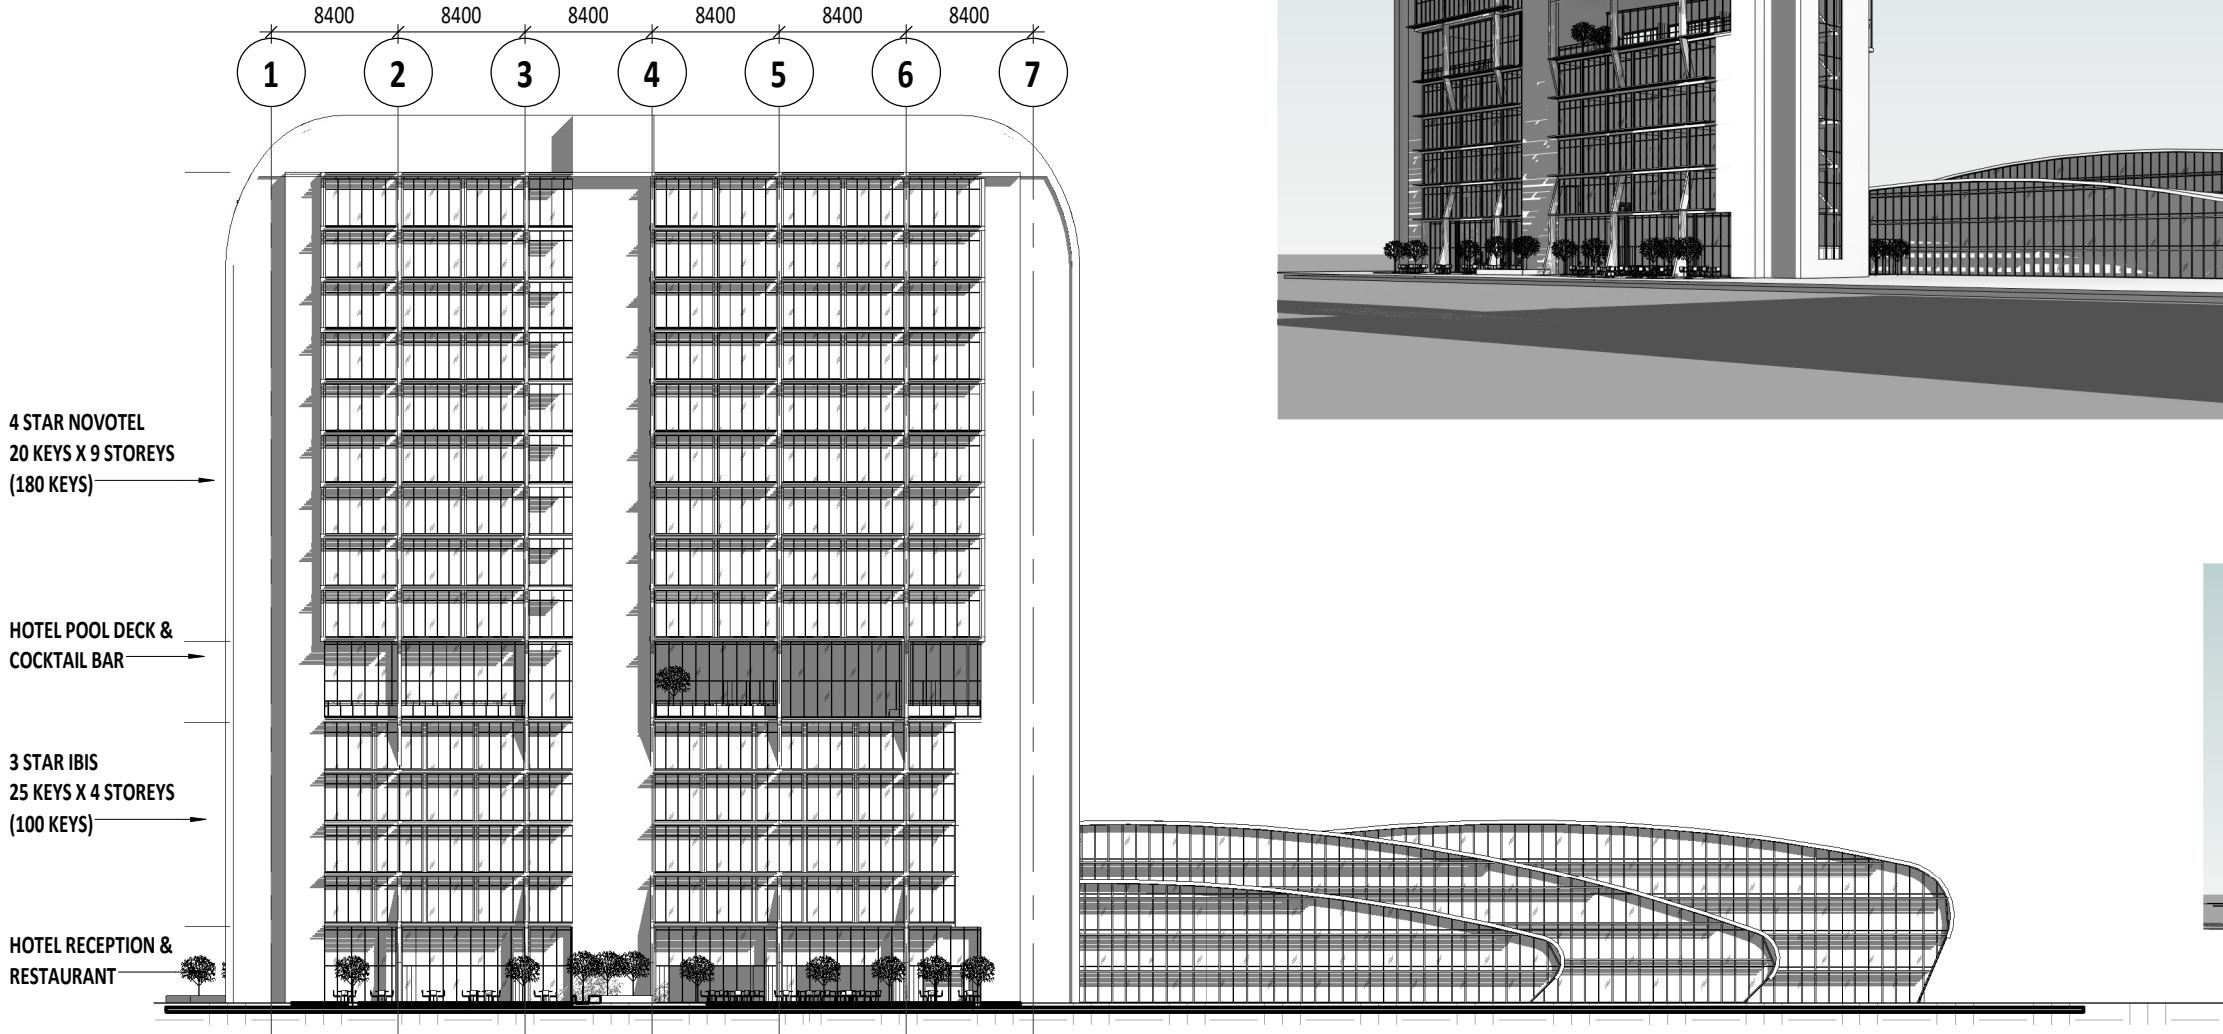 8400 8400 8400 8400 8400 8400
1 2 3 4 5 6 7
4 STAR NOVOTEL
20 KEYS X 9 STOREYS
(180 KEYS)
HOTEL POOL DECK &
COCKTAIL BAR
3 STAR IBIS
25 KEYS X 4 STOREYS
(100 KEYS)
HOTEL RECEPTION &
RESTAURANT